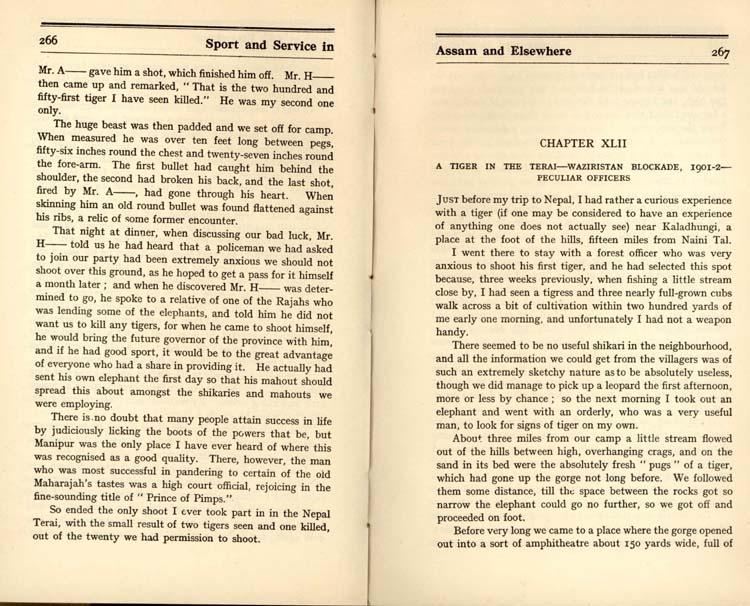 266
Sport and Service in
Mr. A—— gave him a shot, which finished him off. Mr. H——
then came up and remarked, " That is the two hundred and
fifty-first tiger I have seen killed." He was my second one
only.
The huge beast was then padded and we set off for camp.
When measured he was over ten feet long between pegs,
fifty-six inches round the chest and twenty-seven inches round
the fore-arm. The first bullet had caught him behind the
shoulder, the second had broken his back, and the last shot,
fired by Mr. A——, had gone through his heart. When
skinning him an old round bullet was found flattened against
his ribs, a relic of some former encounter.
That night at dinner, when discussing our bad luck, Mr.
H—— told us he had heard that a policeman we had asked
to join our party had been extremely anxious we should not
shoot over this ground, as he hoped to get a pass for it himself
a month later ; and when he discovered Mr. H—— was deter-
mined to go, he spoke to a relative of one of the Rajahs who
was lending some of the elephants, and told him he did not
want us to kill any tigers, for when he came to shoot himself,
he would bring the future governor of the province with him,
and if he had good sport, it would be to the great advantage
of everyone who had a share in providing it. He actually had
sent his own elephant the first day so that his mahout should
spread this about amongst the shikaries and mahouts we
were employing.
There is no doubt that many people attain success in life
by judiciously licking the boots of the powers that be, but
Manipur was the only place I have ever heard of where this
was recognised as a good quality. There, however, the man
who was most successful in pandering to certain of the old
Maharajah's tastes was a high court official, rejoicing in the
fine-sounding title of " Prince of Pimps."
So ended the only shoot I ever took part in in the Nepal
Terai, with the small result of two tigers seen and one killed,
out of the twenty we had permission to shoot.
Assam and Elsewhere
267
CHAPTER XLII
A TIGER IN THE TERAI—WAZIRISTAN BLOCKADE, 1901-2—
PECULIAR OFFICERS
JUST before my trip to Nepal, I had rather a curious experience
with a tiger (if one may be considered to have an experience
of anything one does not actually see) near Kaladhungi, a
place at the foot of the hills, fifteen miles from Naini Tal.
I went there to stay with a forest officer who was very
anxious to shoot his first tiger, and he had selected this spot
because, three weeks previously, when fishing a little stream
close by, I had seen a tigress and three nearly full-grown cubs
walk across a bit of cultivation within two hundred yards of
me early one morning, and unfortunately I had not a weapon
handy.
There seemed to be no useful shikari in the neighbourhood,
and all the information we could get from the villagers was of
such an extremely sketchy nature as to be absolutely useless,
though we did manage to pick up a leopard the first afternoon,
more or less by chance ; so the next morning I took out an
elephant and went with an orderly, who was a very useful
man, to look for signs of tiger on my own.
About three miles from our camp a little stream flowed
out of the hills between high, overhanging crags, and on the
sand in its bed were the absolutely fresh " pugs " of a tiger,
which had gone up the gorge not long before. We followed
them some distance, till the space between the rocks got so
narrow the elephant could go no further, so we got off and
proceeded on foot.
Before very long we came to a place where the gorge opened
out into a sort of amphitheatre about 150 yards wide, full of